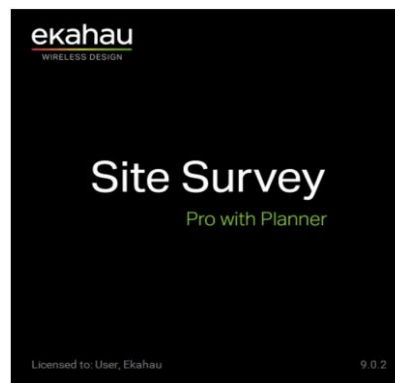 ekahau
WIRELESS DESIGN
Site Survey
Pro with Planner
Licensed to: User, Ekahau
9.0.2